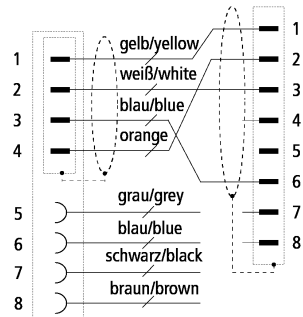 1 gelb/yellow 1
2 weiß/white 2
3 blau/blue 3
4 orange 4
5
6
5 grau/grey 7
6 blau/blue 8
7 schwarz/black
8 braun/brown